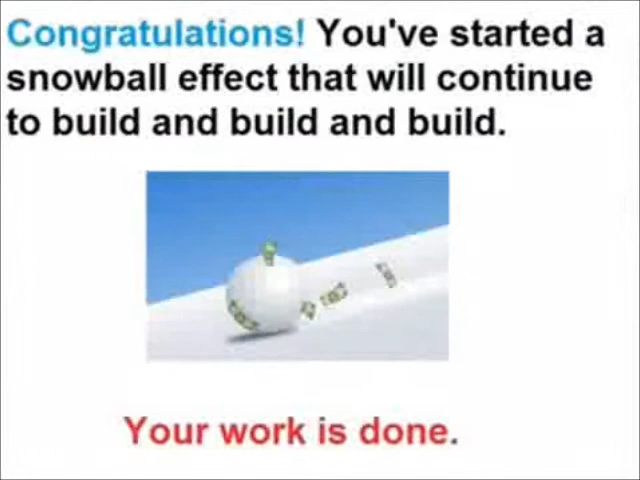 Congratulations! You've started a
snowball effect that will continue
to build and build and build.
Your work is done.